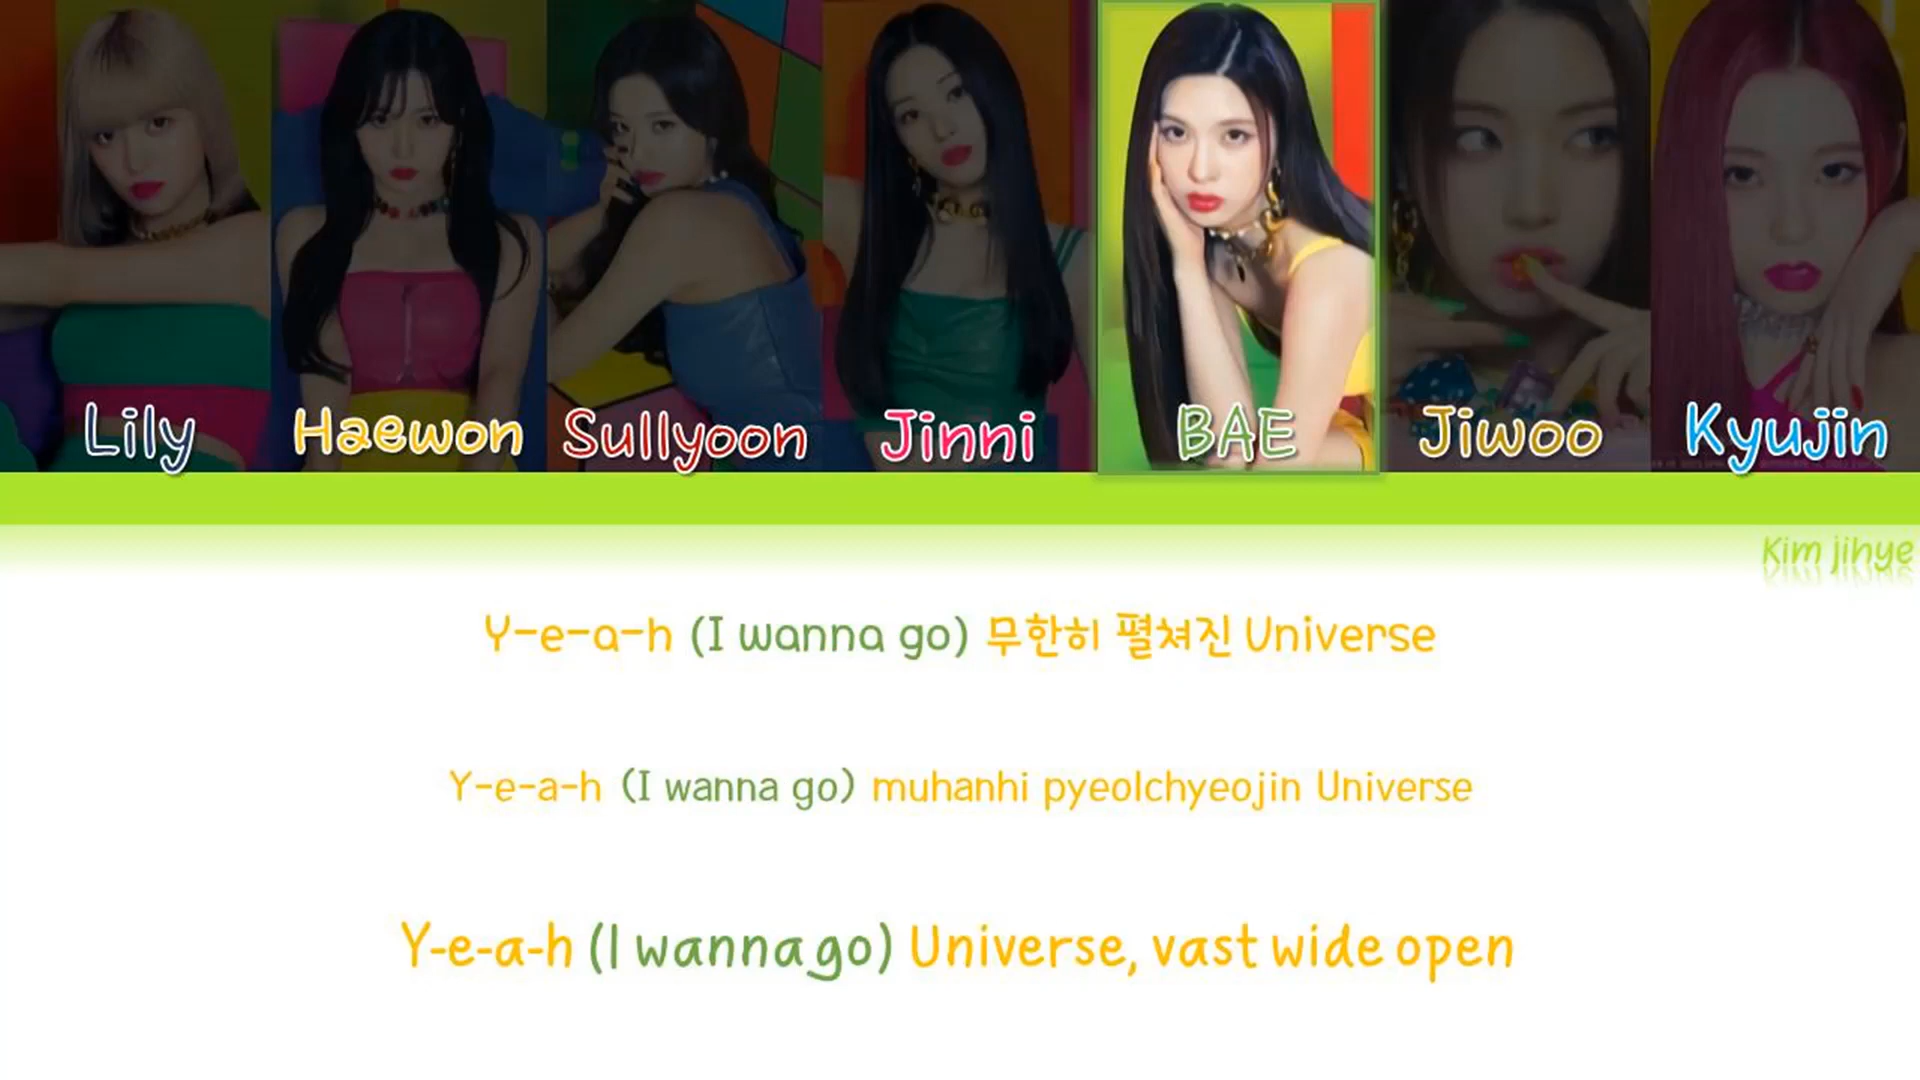 Lily Haewon Sullyoon Jinni BAE Jiwoo Kyujin
Kim jihye
Y-e-a-h (I wanna go) 무한히 펼쳐진 Universe
Y-e-a-h (I wanna go) muhanhi pyeolchyeojin Universe
Y-e-a-h (I wanna go) Universe, vast wide open